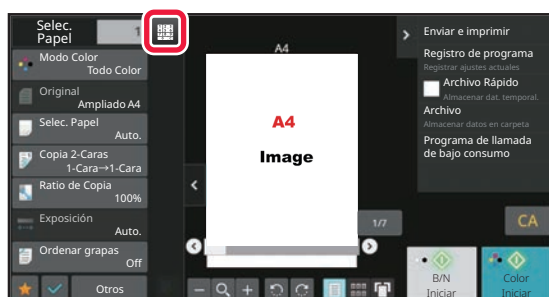 Selec.
Papel
1
Modo Color
Todo Color
Original
Ampliado A4
Selec. Papel
Auto.
Copia 2-Caras
1-Cara→1-Cara
Ratio de Copia
100%
Exposición
Auto.
Ordenar grapas
Off
Otros
A4
A4
Image
1/7
Enviar e imprimir
Registro de programa
Registrar ajustes actuales
Archivo Rápido
Almacenar dat. temporal.
Archivo
Almacenar datos en carpeta
Programa de llamada
de bajo consumo
CA
B/N
Iniciar
Color
Iniciar